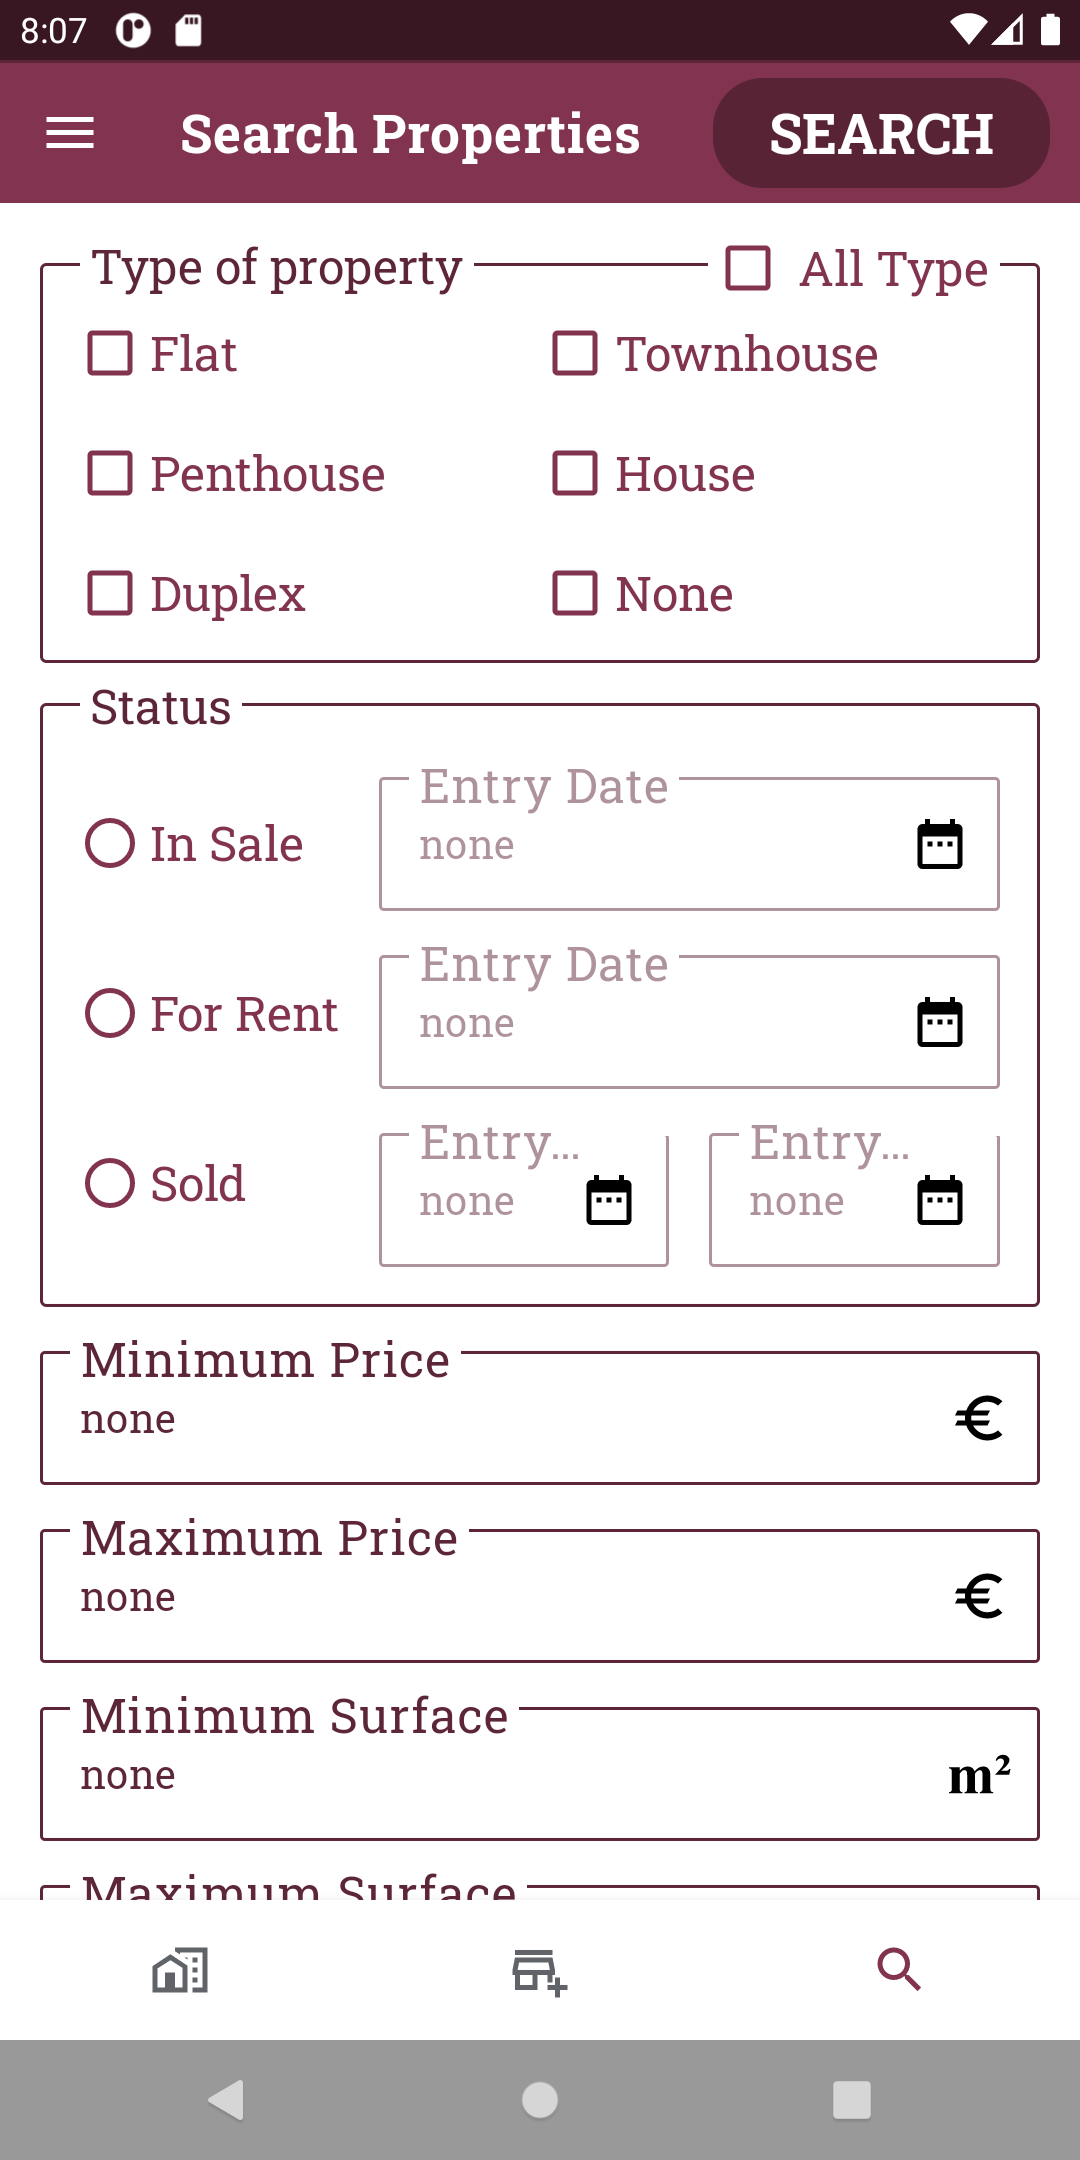 8:07
Search Properties SEARCH
Type of property All Type
Flat Townhouse
Penthouse House
Duplex None
Status
Entry Date
In Sale none
Entry Date
For Rent none
Entry... Entry...
Sold none none
Minimum Price
none €
Maximum Price
none €
Minimum Surface
none m²
Maximum Surface